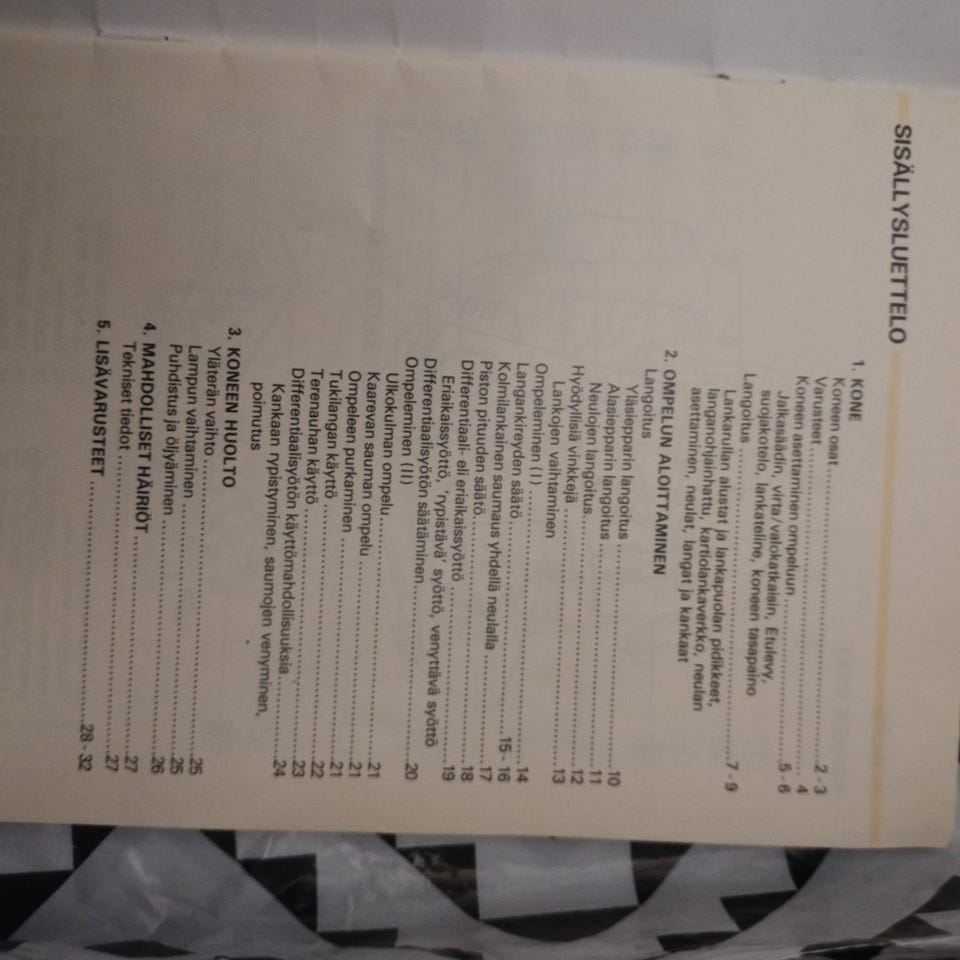 SISÄLLYSLUETTELO
1. KONE
Koneen osat..........2 - 3
Varusteet.......... 4
Koneen asettaminen ompeluun..........5 - 6
Jalkasäädin, virta/valokatkaisin, Etulevy,
suojakotelo, lankateline, koneen tasapaino
Langoitus..........7 - 9
Lankarullan alustat ja lankapuolan pidikkeet,
langanohjainhattu, kartiolankaverkko, neulan
asetaminen, neulat, langat ja kankaat
2. OMPELUN ALOITTAMINEN
Langoitus
Yläsiepparin langoitus..........10
Alasiepparin langoitus..........11
Neulojen langoitus..........12
Hyödyllisiä vinkkejä..........13
Lankojen vaihtaminen
Ompeleminen (I)..........14
Langankireyden säätö..........15 - 16
Kolmilankainen saumaus yhdellä neulalla..........17
Piston pituuden säätö..........18
Differentiaali- eli eriaikaissyöttö..........19
Eriaikaissyöttö, 'rypistävä' syöttö, venyttävä syöttö
Differentiaalisyötön säätäminen..........20
Ompeleminen (II)
Ulkokulman ompelu..........21
Kaarevan sauman ompelu..........21
Ompeleen purkaminen..........21
Tukilangan käyttö..........22
Terenauhan käyttö..........23
Differentiaalisyötön käyttömahdollisuuksia..........24
Kankaan rypistyminen, saumojen venyminen,
poimutus
3. KONEEN HUOLTO
Yläterän vaihto..........25
Lampun vaihtaminen..........25
Puhdistus ja öljyäminen..........26
4. MAHDOLLISET HÄIRIÖT..........27
Tekniset tiedot..........27
5. LISÄVARUSTEET..........28 - 32